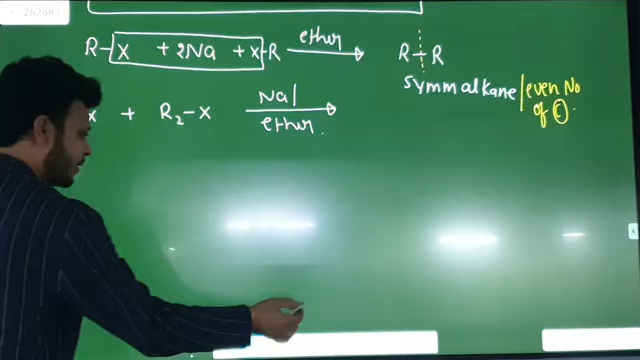 R-X + 2Na + X-R ether R-R
symm alkane / even No
of C.
X + R₂-X Na/
ether.